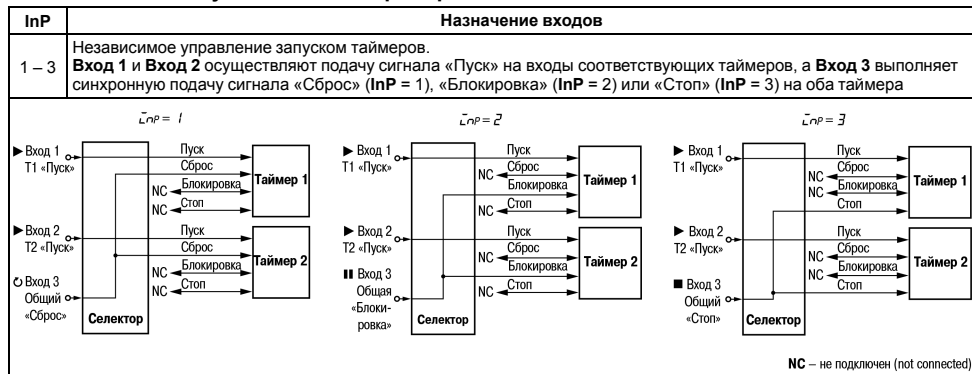 InP
Назначение входов
1 – 3
Независимое управление запуском таймеров.
Вход 1 и Вход 2 осуществляют подачу сигнала «Пуск» на входы соответствующих таймеров, а Вход 3 выполняет
синхронную подачу сигнала «Сброс» (InP = 1), «Блокировка» (InP = 2) или «Стоп» (InP = 3) на оба таймера
InP = 1
Вход 1
T1 «Пуск»
Пуск
Сброс
NC Блокировка
NC Стоп
Таймер 1
Вход 2
T2 «Пуск»
Пуск
Сброс
NC Блокировка
NC Стоп
Таймер 2
Вход 3
Общий
«Сброс»
Селектор
InP = 2
Вход 1
T1 «Пуск»
Пуск
NC Сброс
Блокировка
NC Стоп
Таймер 1
Вход 2
T2 «Пуск»
Пуск
NC Сброс
Блокировка
NC Стоп
Таймер 2
Вход 3
Общая
«Блоки-
ровка»
Селектор
InP = 3
Вход 1
T1 «Пуск»
Пуск
NC Сброс
NC Блокировка
Стоп
Таймер 1
Вход 2
T2 «Пуск»
Пуск
NC Сброс
NC Блокировка
Стоп
Таймер 2
Вход 3
Общий
«Стоп»
Селектор
NC – не подключен (not connected)